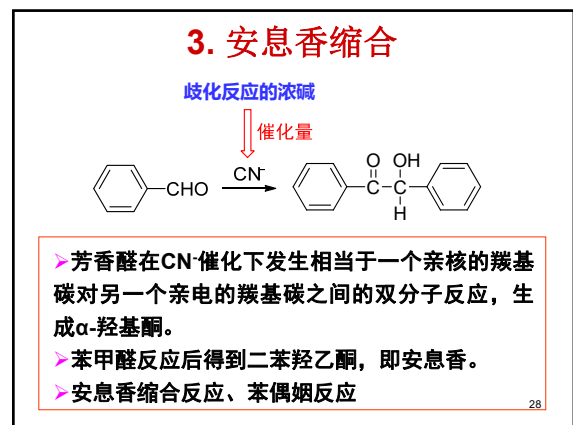 3. 安息香缩合
歧化反应的浓碱
催化量
CHO
CN-
O
OH
C
C
H
➢芳香醛在CN-催化下发生相当于一个亲核的羰基
碳对另一个亲电的羰基碳之间的双分子反应，生
成α-羟基酮。
➢苯甲醛反应后得到二苯羟乙酮，即安息香。
➢安息香缩合反应、苯偶姻反应
28